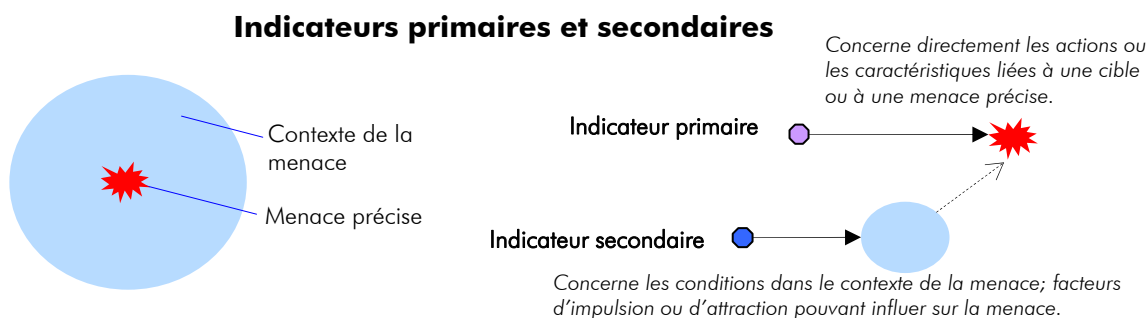 Indicateurs primaires et secondaires
Contexte de la
menace
Menace précise
Concerne directement les actions ou
les caractéristiques liées à une cible
ou à une menace précise.
Indicateur primaire
Indicateur secondaire
Concerne les conditions dans le contexte de la menace; facteurs
d’impulsion ou d’attraction pouvant influer sur la menace.